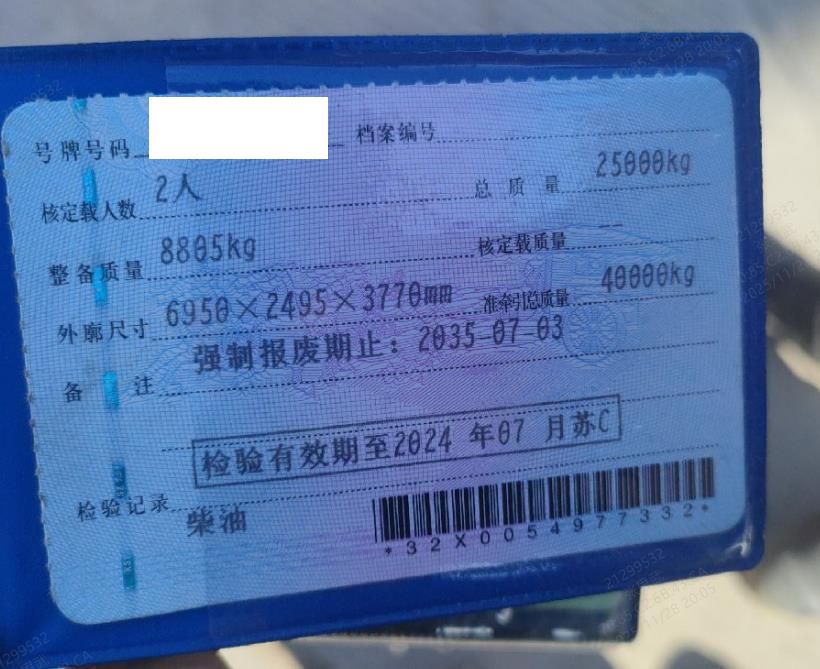 号牌号码 档案编号
核定载人数 2人 总质量 25000kg
整备质量 8805kg 核定载质量 --
外廓尺寸 6950×2495×3770mm 准牵引总质量 40000kg
备注 强制报废期止：2035-07-03
检验有效期至2024 年07 月苏C
检验记录 柴油
*32X0054977332*